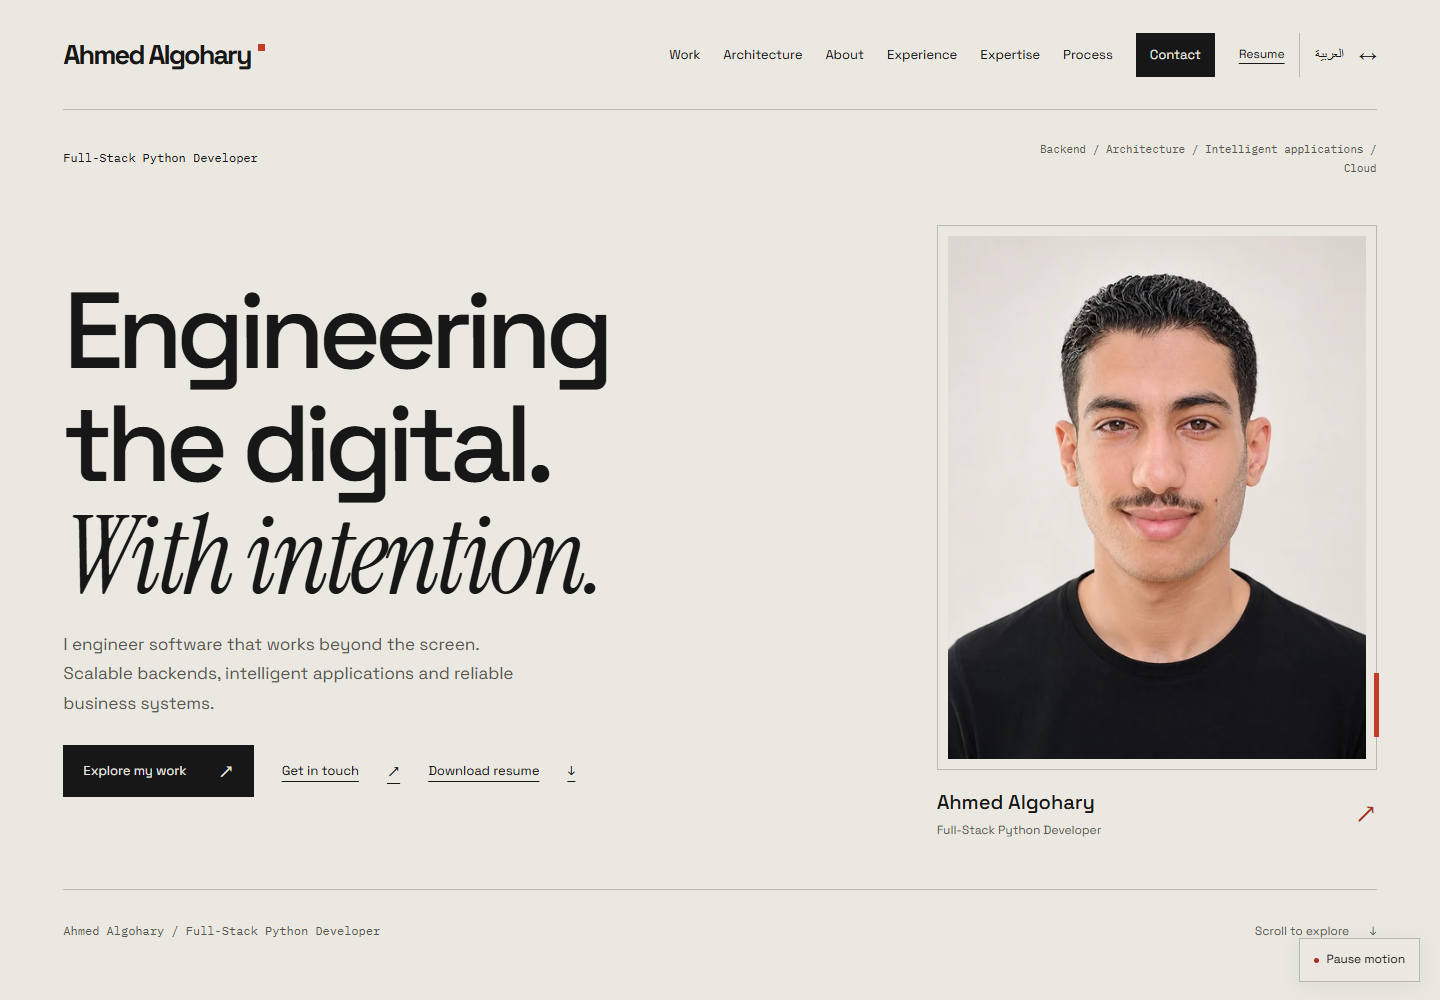 Ahmed Algohary
Work Architecture About Experience Expertise Process Contact Resume العربية ↔
Full-Stack Python Developer
Backend / Architecture / Intelligent applications /
Cloud
Engineering
the digital.
With intention.
I engineer software that works beyond the screen.
Scalable backends, intelligent applications and reliable
business systems.
Explore my work ↗ Get in touch ↗ Download resume ↓
Ahmed Algohary ↗
Full-Stack Python Developer
Ahmed Algohary / Full-Stack Python Developer
Scroll to explore ↓
Pause motion